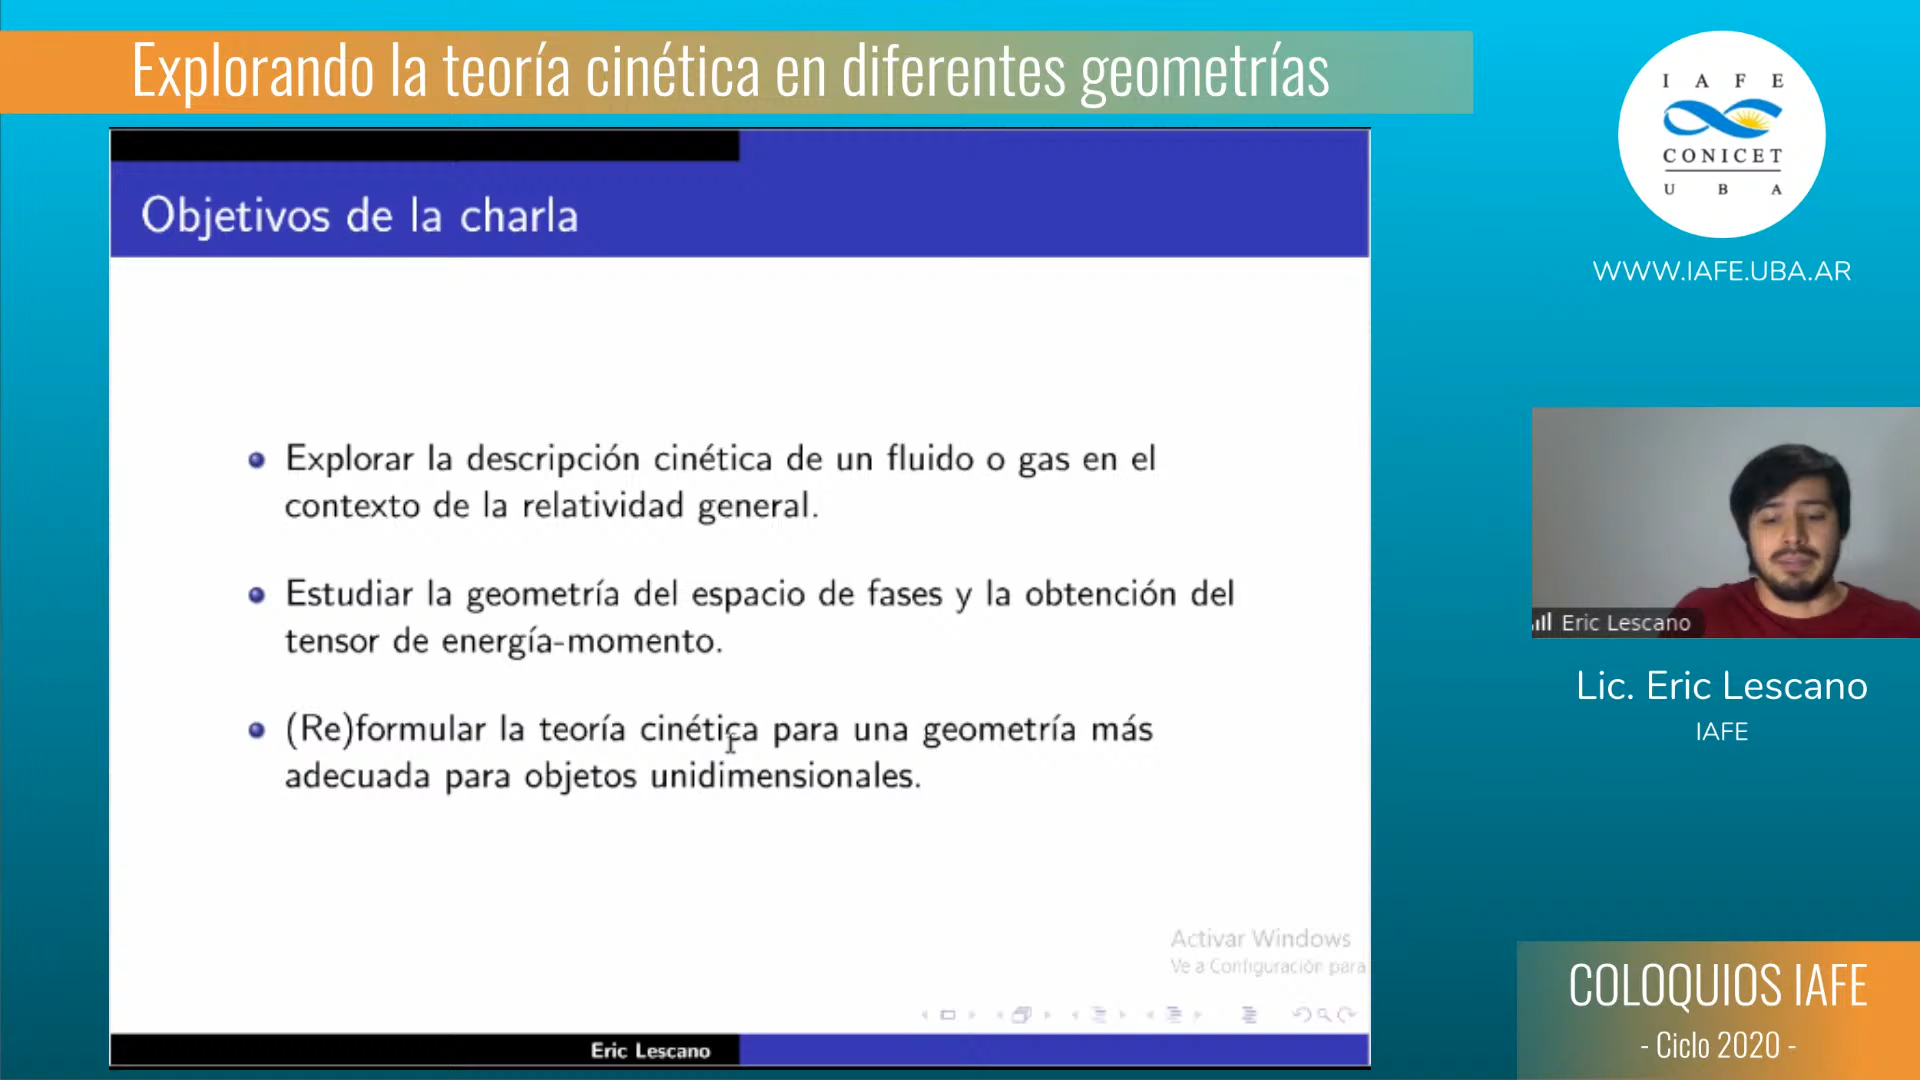 Explorando la teoría cinética en diferentes geometrías
I A F E
CONICET
U B A
WWW.IAFE.UBA.AR
Objetivos de la charla
Explorar la descripción cinética de un fluido o gas en el
contexto de la relatividad general.
Estudiar la geometría del espacio de fases y la obtención del
tensor de energía-momento.
(Re)formular la teoría cinética para una geometría más
adecuada para objetos unidimensionales.
Activar Windows
Ve a Configuración para
Eric Lescano
Eric Lescano
Lic. Eric Lescano
IAFE
COLOQUIOS IAFE
- Ciclo 2020 -